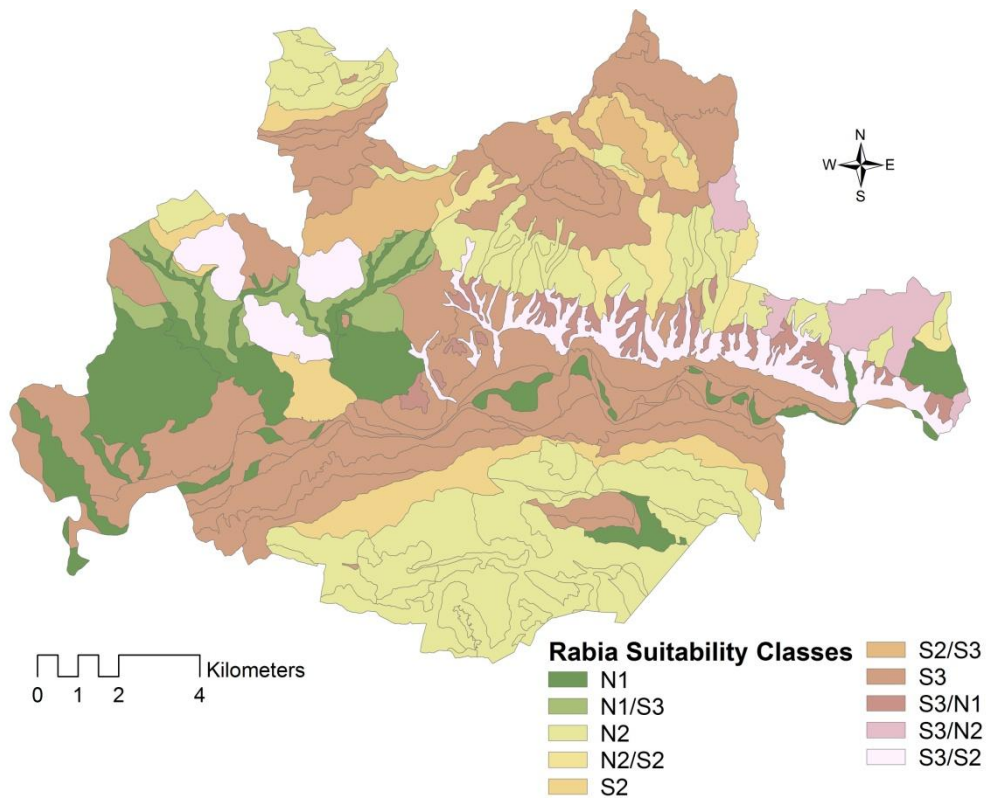 N
W E
S
Kilometers
0 1 2 4
Rabia Suitability Classes
N1
N1/S3
N2
N2/S2
S2
S2/S3
S3
S3/N1
S3/N2
S3/S2